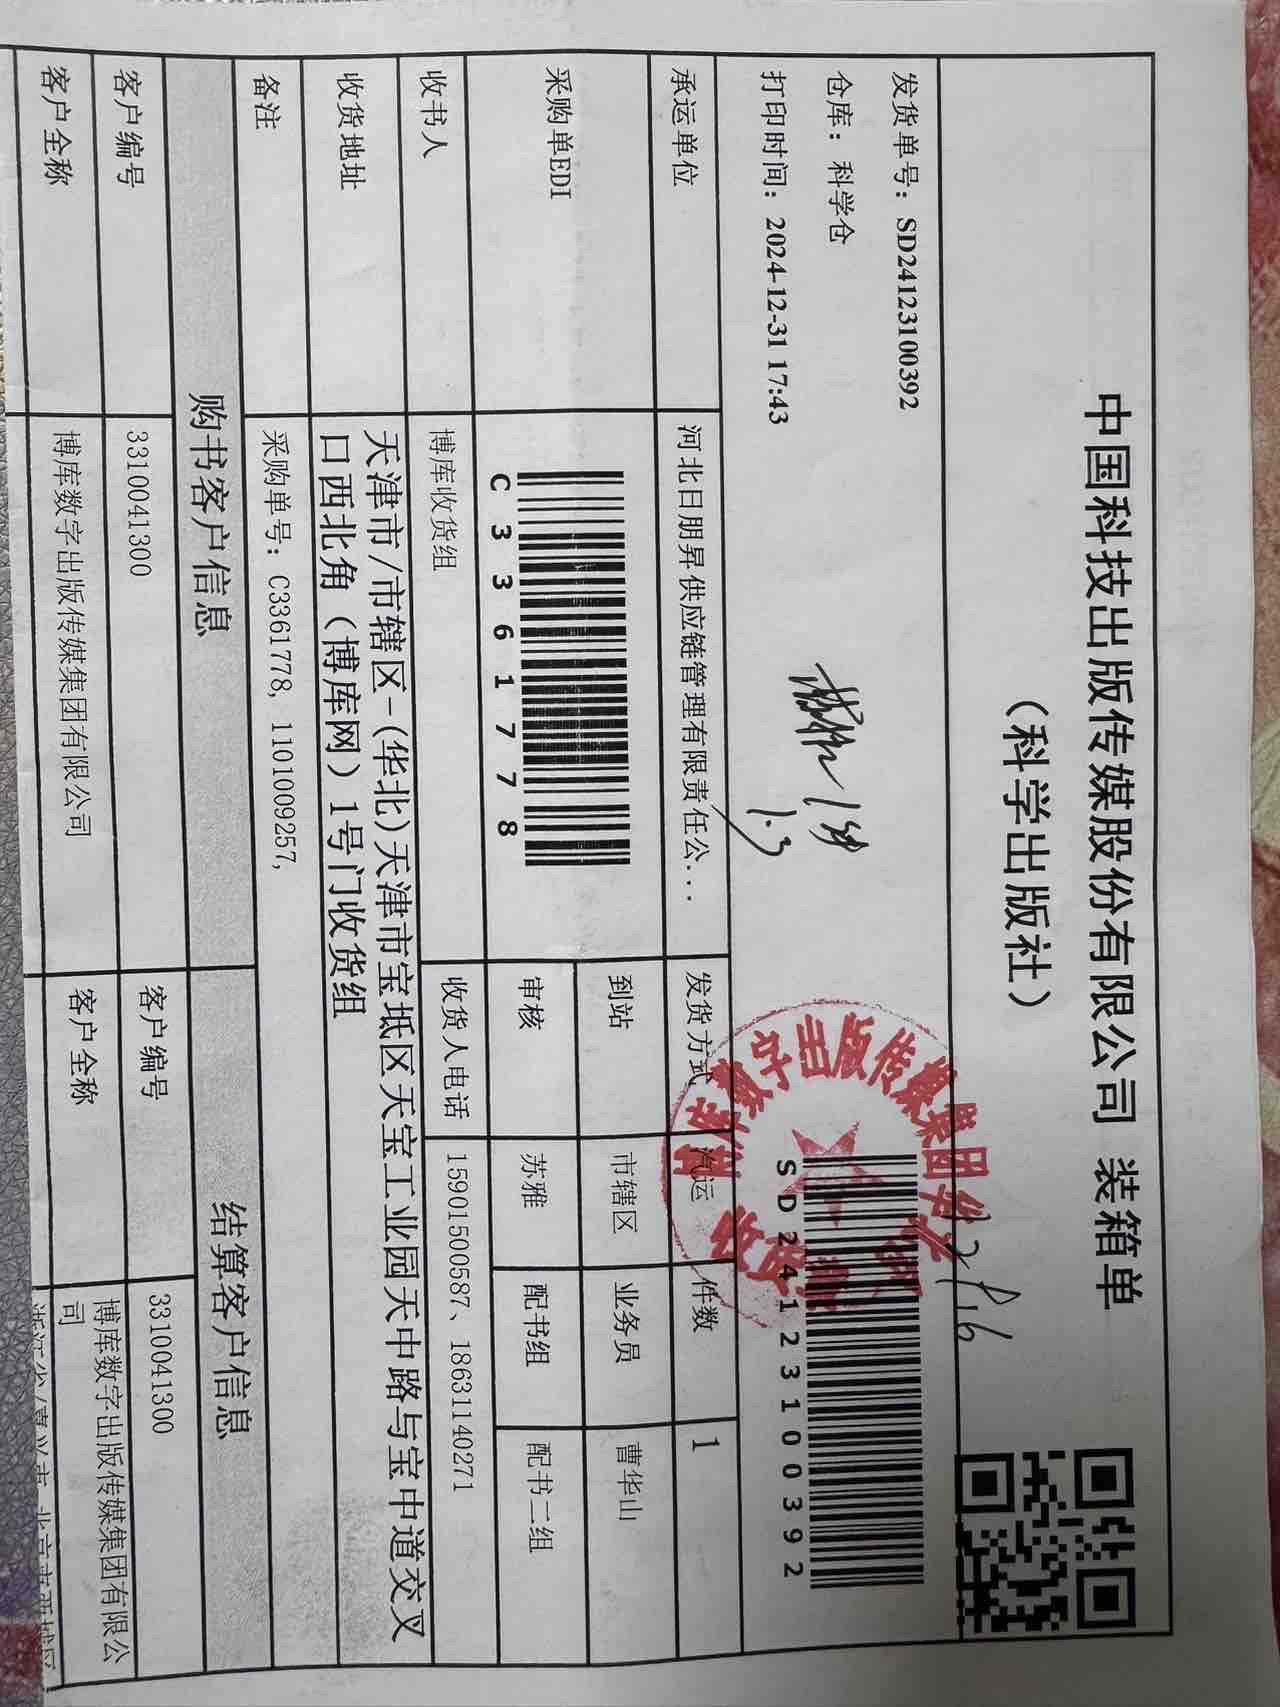 中国科技出版传媒股份有限公司 装箱单
(科学出版社)
发货单号: SD24123100392
仓库: 科学仓
打印时间: 2024-12-31 17:43
SD24123100392
1.3
承运单位 河北日朋昇供应链管理有限责任公... 发货方式 汽运 件数 1
采购单EDI C3361778 到站 市辖区 业务员 曹华山
审核 苏雅 配书组 配书二组
收书人 博库收货组 收货人电话 15901500587、18631140271
收货地址 天津市/市辖区-(华北)天津市宝坻区天宝工业园天中路与宝中道交叉
口西北角(博库网)1号门收货组
备注 采购单号: C3361778, 1101009257,
购书客户信息 结算客户信息
客户编号 3310041300 客户编号 3310041300
客户全称 博库数字出版传媒集团有限公司 客户全称 博库数字出版传媒集团有限公
司